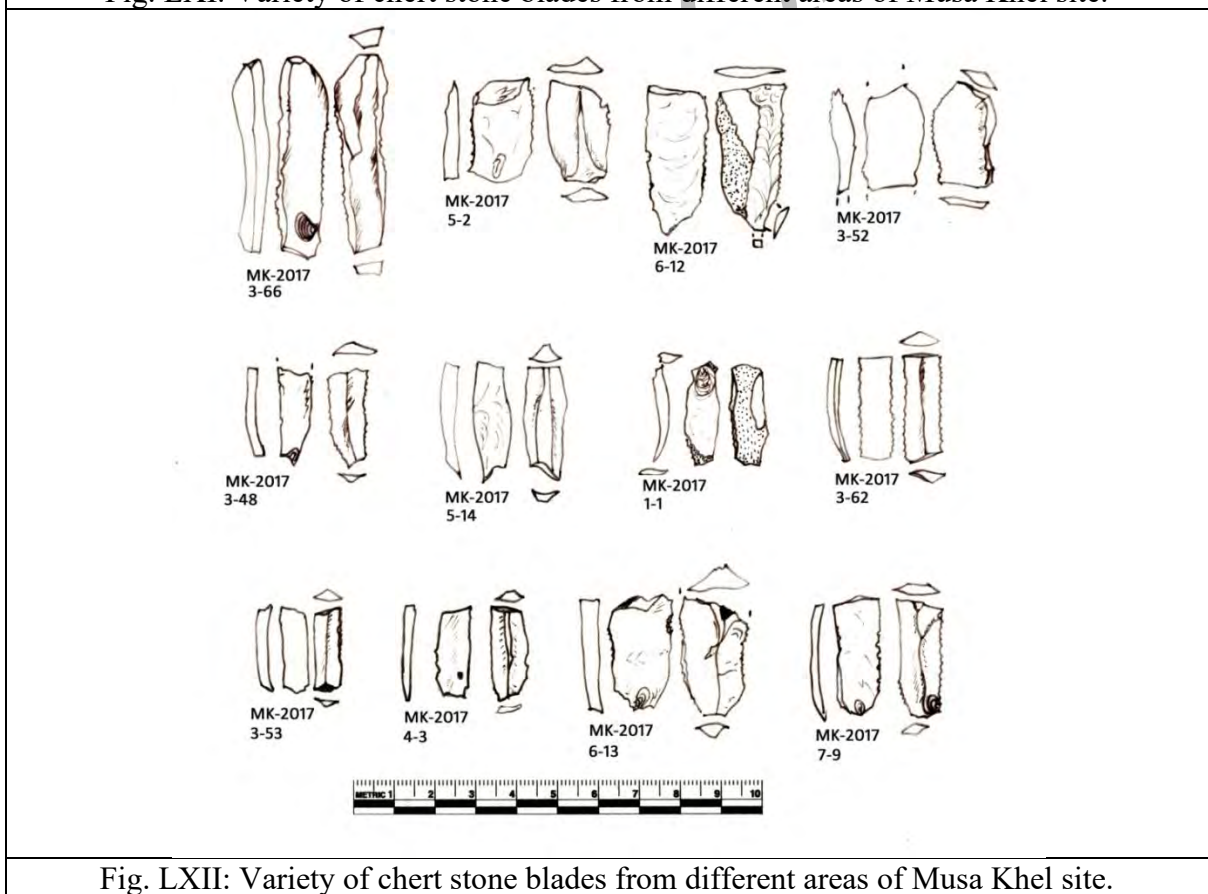 Fig. LXI: Variety of chert stone blades from different areas of Musa Khel site.
MK-2017
3-66
MK-2017
5-2
MK-2017
6-12
MK-2017
3-52
MK-2017
3-48
MK-2017
5-14
MK-2017
1-1
MK-2017
3-62
MK-2017
3-53
MK-2017
4-3
MK-2017
6-13
MK-2017
7-9
METRIC 1 2 3 4 5 6 7 8 9 10
Fig. LXII: Variety of chert stone blades from different areas of Musa Khel site.